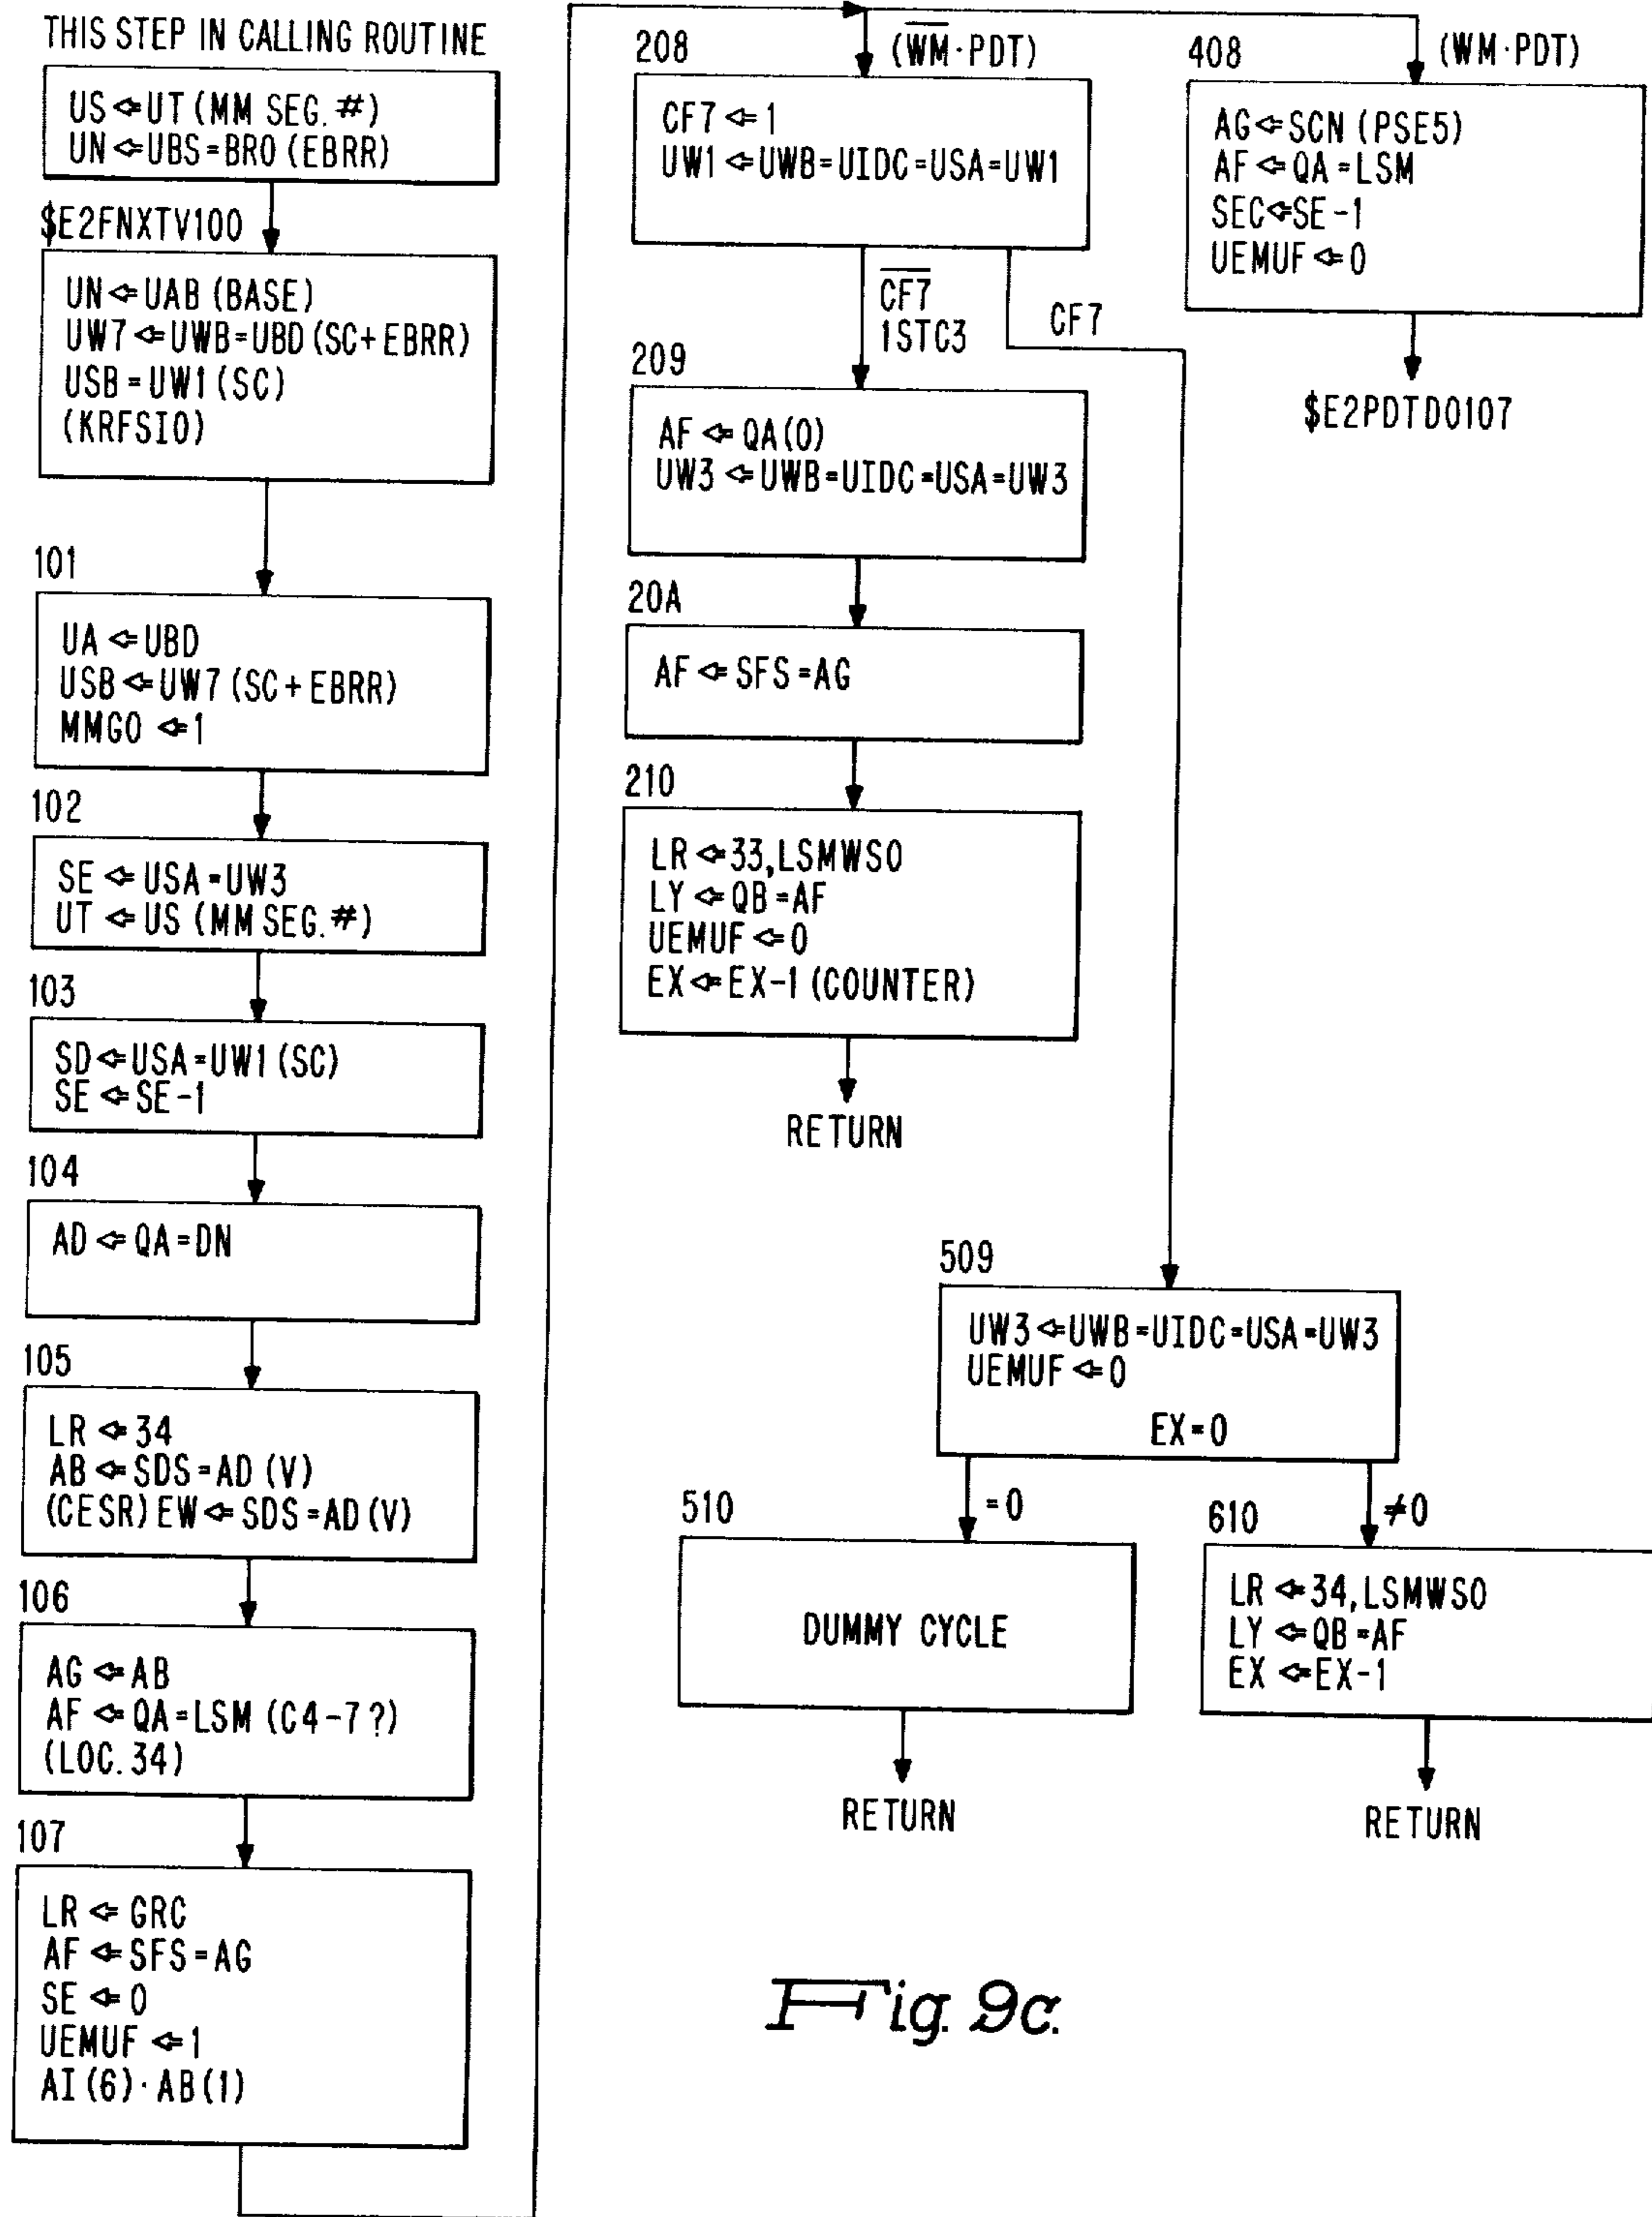 THIS STEP IN CALLING ROUTINE
US ⇐ UT (MM SEG. #)
UN ⇐ UBS = BRO (EBRR)
$E2FNXTV100
UN ⇐ UAB (BASE)
UW7 ⇐ UWB = UBD (SC + EBRR)
USB = UW1 (SC)
(KRFSIO)
101
UA ⇐ UBD
USB ⇐ UW7 (SC + EBRR)
MMGO ⇐ 1
102
SE ⇐ USA = UW3
UT ⇐ US (MM SEG. #)
103
SD ⇐ USA = UW1 (SC)
SE ⇐ SE - 1
104
AD ⇐ QA = DN
105
LR ⇐ 34
AB ⇐ SDS = AD (V)
(CESR) EW ⇐ SDS = AD (V)
106
AG ⇐ AB
AF ⇐ QA = LSM (C4-7?)
(LOC. 34)
107
LR ⇐ GRC
AF ⇐ SFS = AG
SE ⇐ 0
UEMUF ⇐ 1
AI (6) · AB (1)
208
(W̅M̅·PDT)
CF7 ⇐ 1
UW1 ⇐ UWB = UIDC = USA = UW1
C̅F̅7̅
1STC3
CF7
209
AF ⇐ QA (0)
UW3 ⇐ UWB = UIDC = USA = UW3
20A
AF ⇐ SFS = AG
210
LR ⇐ 33, LSMWSO
LY ⇐ QB = AF
UEMUF ⇐ 0
EX ⇐ EX - 1 (COUNTER)
RETURN
408
(WM·PDT)
AG ⇐ SCN (PSE5)
AF ⇐ QA = LSM
SEC ⇐ SE - 1
UEMUF ⇐ 0
$E2PDTD0107
509
UW3 ⇐ UWB = UIDC = USA = UW3
UEMUF ⇐ 0
EX = 0
510
= 0
DUMMY CYCLE
RETURN
610
≠0
LR ⇐ 34, LSMWSO
LY ⇐ QB = AF
EX ⇐ EX - 1
RETURN
Fig. 9c.